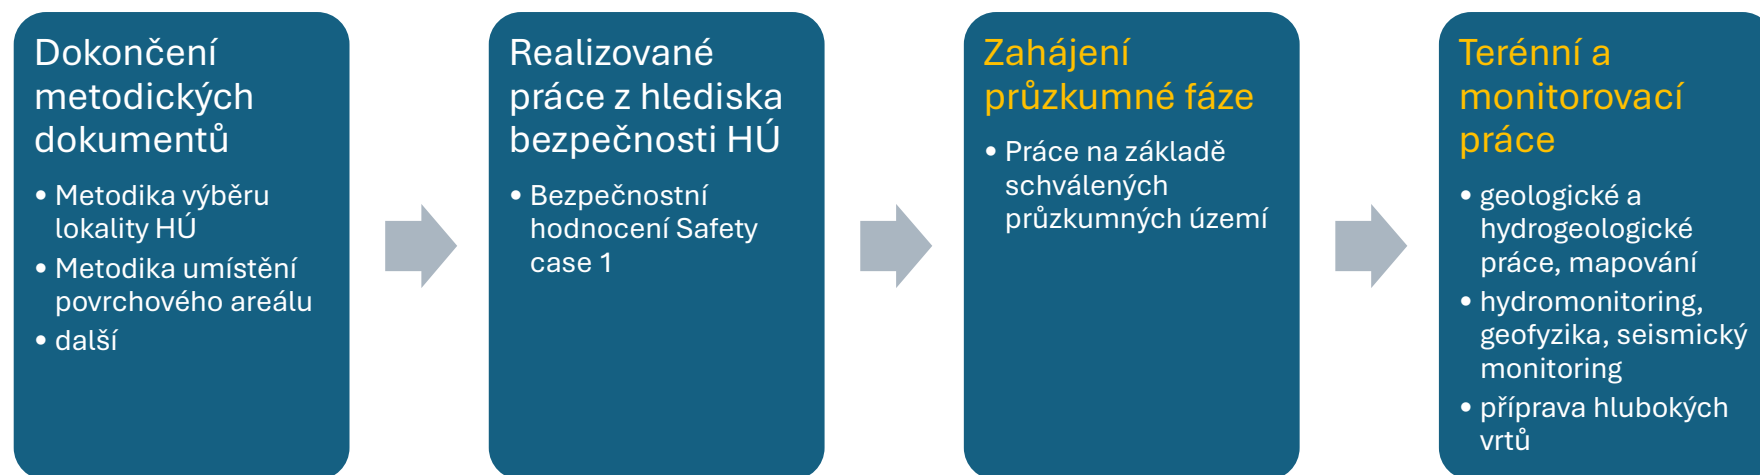 Dokončení
metodických
dokumentů
• Metodika výběru
lokality HÚ
• Metodika umístění
povrchového areálu
• další
Realizované
práce z hlediska
bezpečnosti HÚ
• Bezpečnostní
hodnocení Safety
case 1
Zahájení
průzkumné fáze
• Práce na základě
schválených
průzkumných území
Terénní a
monitorovací
práce
• geologické a
hydrogeologické
práce, mapování
• hydromonitoring,
geofyzika, seismický
monitoring
• příprava hlubokých
vrtů